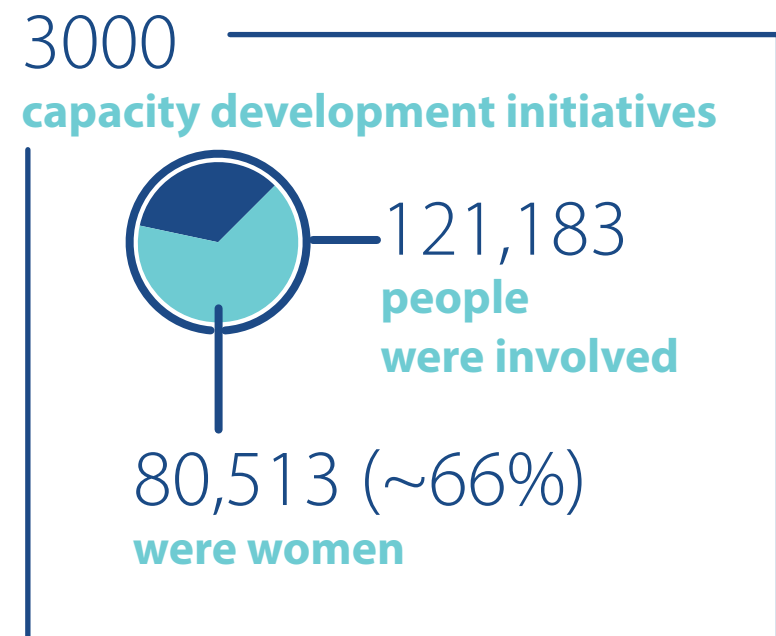 3000
capacity development initiatives
121,183
people
were involved
80,513 (~66%)
were women